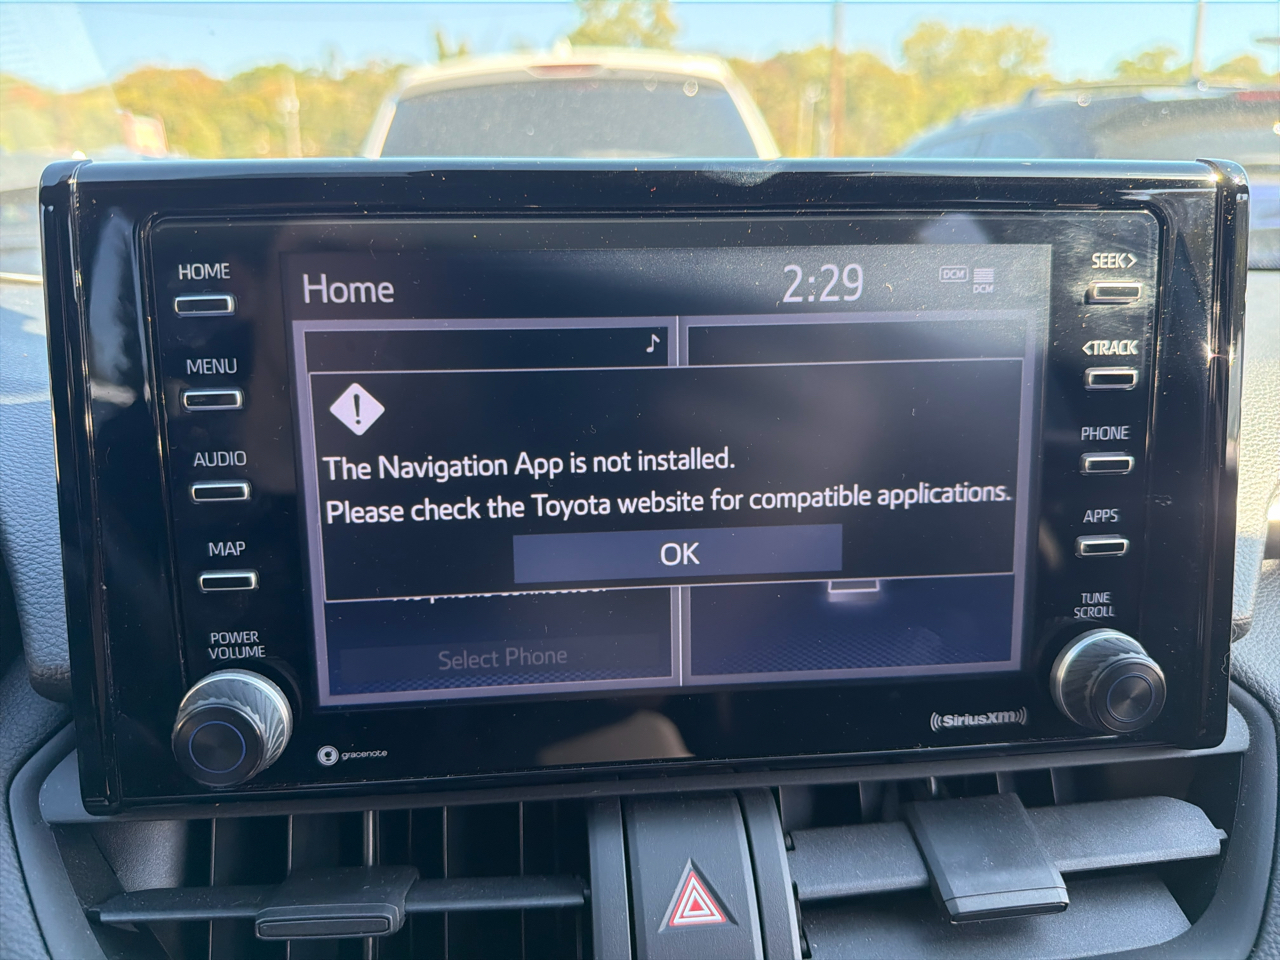 HOME
MENU
AUDIO
MAP
POWER
VOLUME
Home
2:29
DCM
DCM
The Navigation App is not installed.
Please check the Toyota website for compatible applications.
OK
Select Phone
gracenote
SiriusXM
SEEK>
<TRACK
PHONE
APPS
TUNE
SCROLL